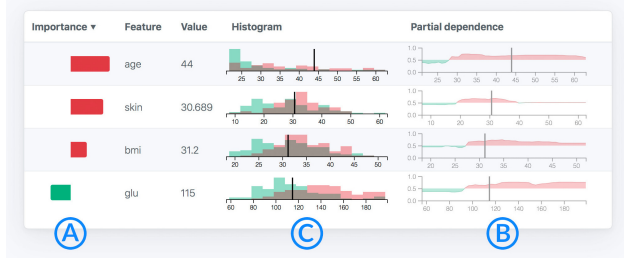 Importance ▾ Feature Value Histogram Partial dependence
age 44
25 30 35 40 45 50 55 60
1.0
0.5
0.0
25 30 35 40 45 50 55 60
skin 30.689
10 20 30 40 50 60
1.0
0.5
0.0
10 20 30 40 50 60
bmi 31.2
20 25 30 35 40 45 50
1.0
0.5
0.0
20 25 30 35 40 45 50
glu 115
60 80 100 120 140 160 180
1.0
0.5
0.0
60 80 100 120 140 160 180
A C B